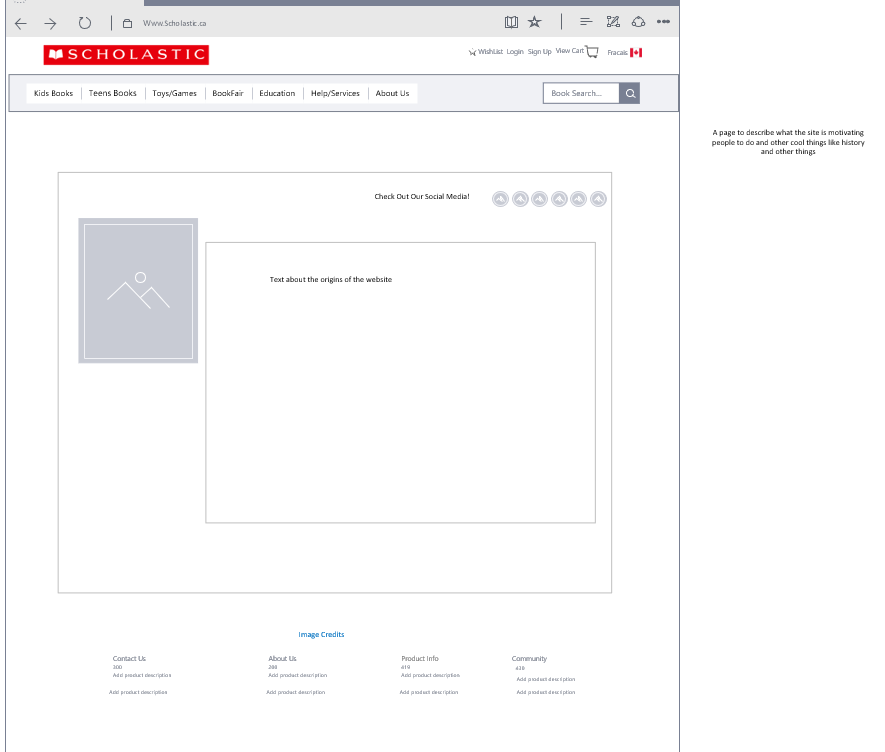 Www.Scholastic.ca
SCHOLASTIC
WishList Login Sign Up View Cart Fracais
Kids Books Teens Books Toys/Games BookFair Education Help/Services About Us
Book Search...
A page to describe what the site is motivating
people to do and other cool things like history
and other things
Check Out Our Social Media!
Text about the origins of the website
Image Credits
Contact Us About Us Product Info Community
300 298 419 439
Add product description Add product description Add product description Add product description
Add product description Add product description Add product description Add product description